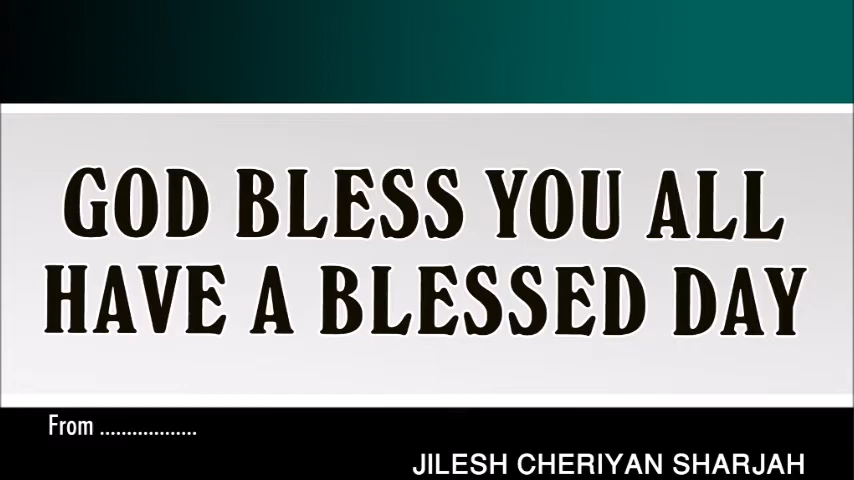 GOD BLESS YOU ALL
HAVE A BLESSED DAY
From ..................
JILESH CHERIYAN SHARJAH